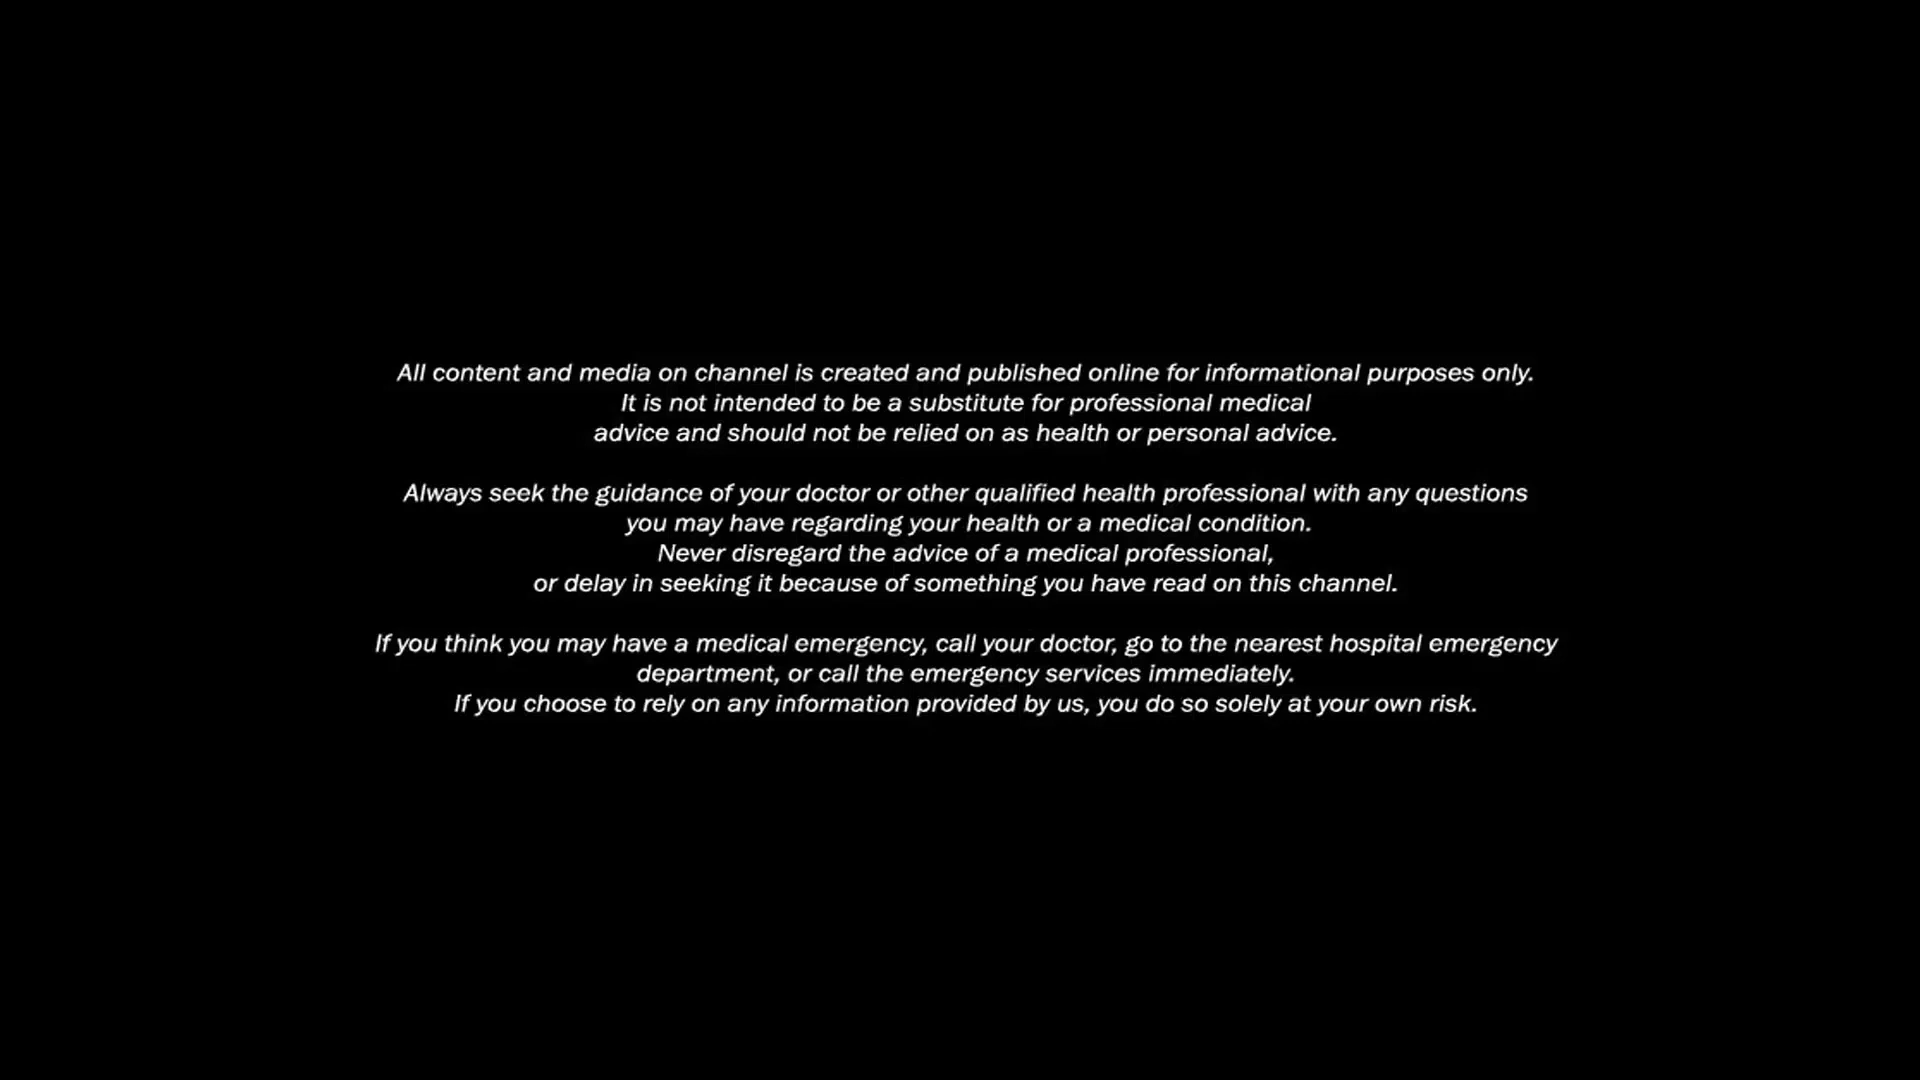 All content and media on channel is created and published online for informational purposes only.
It is not intended to be a substitute for professional medical
advice and should not be relied on as health or personal advice.
Always seek the guidance of your doctor or other qualified health professional with any questions
you may have regarding your health or a medical condition.
Never disregard the advice of a medical professional,
or delay in seeking it because of something you have read on this channel.
If you think you may have a medical emergency, call your doctor, go to the nearest hospital emergency
department, or call the emergency services immediately.
If you choose to rely on any information provided by us, you do so solely at your own risk.